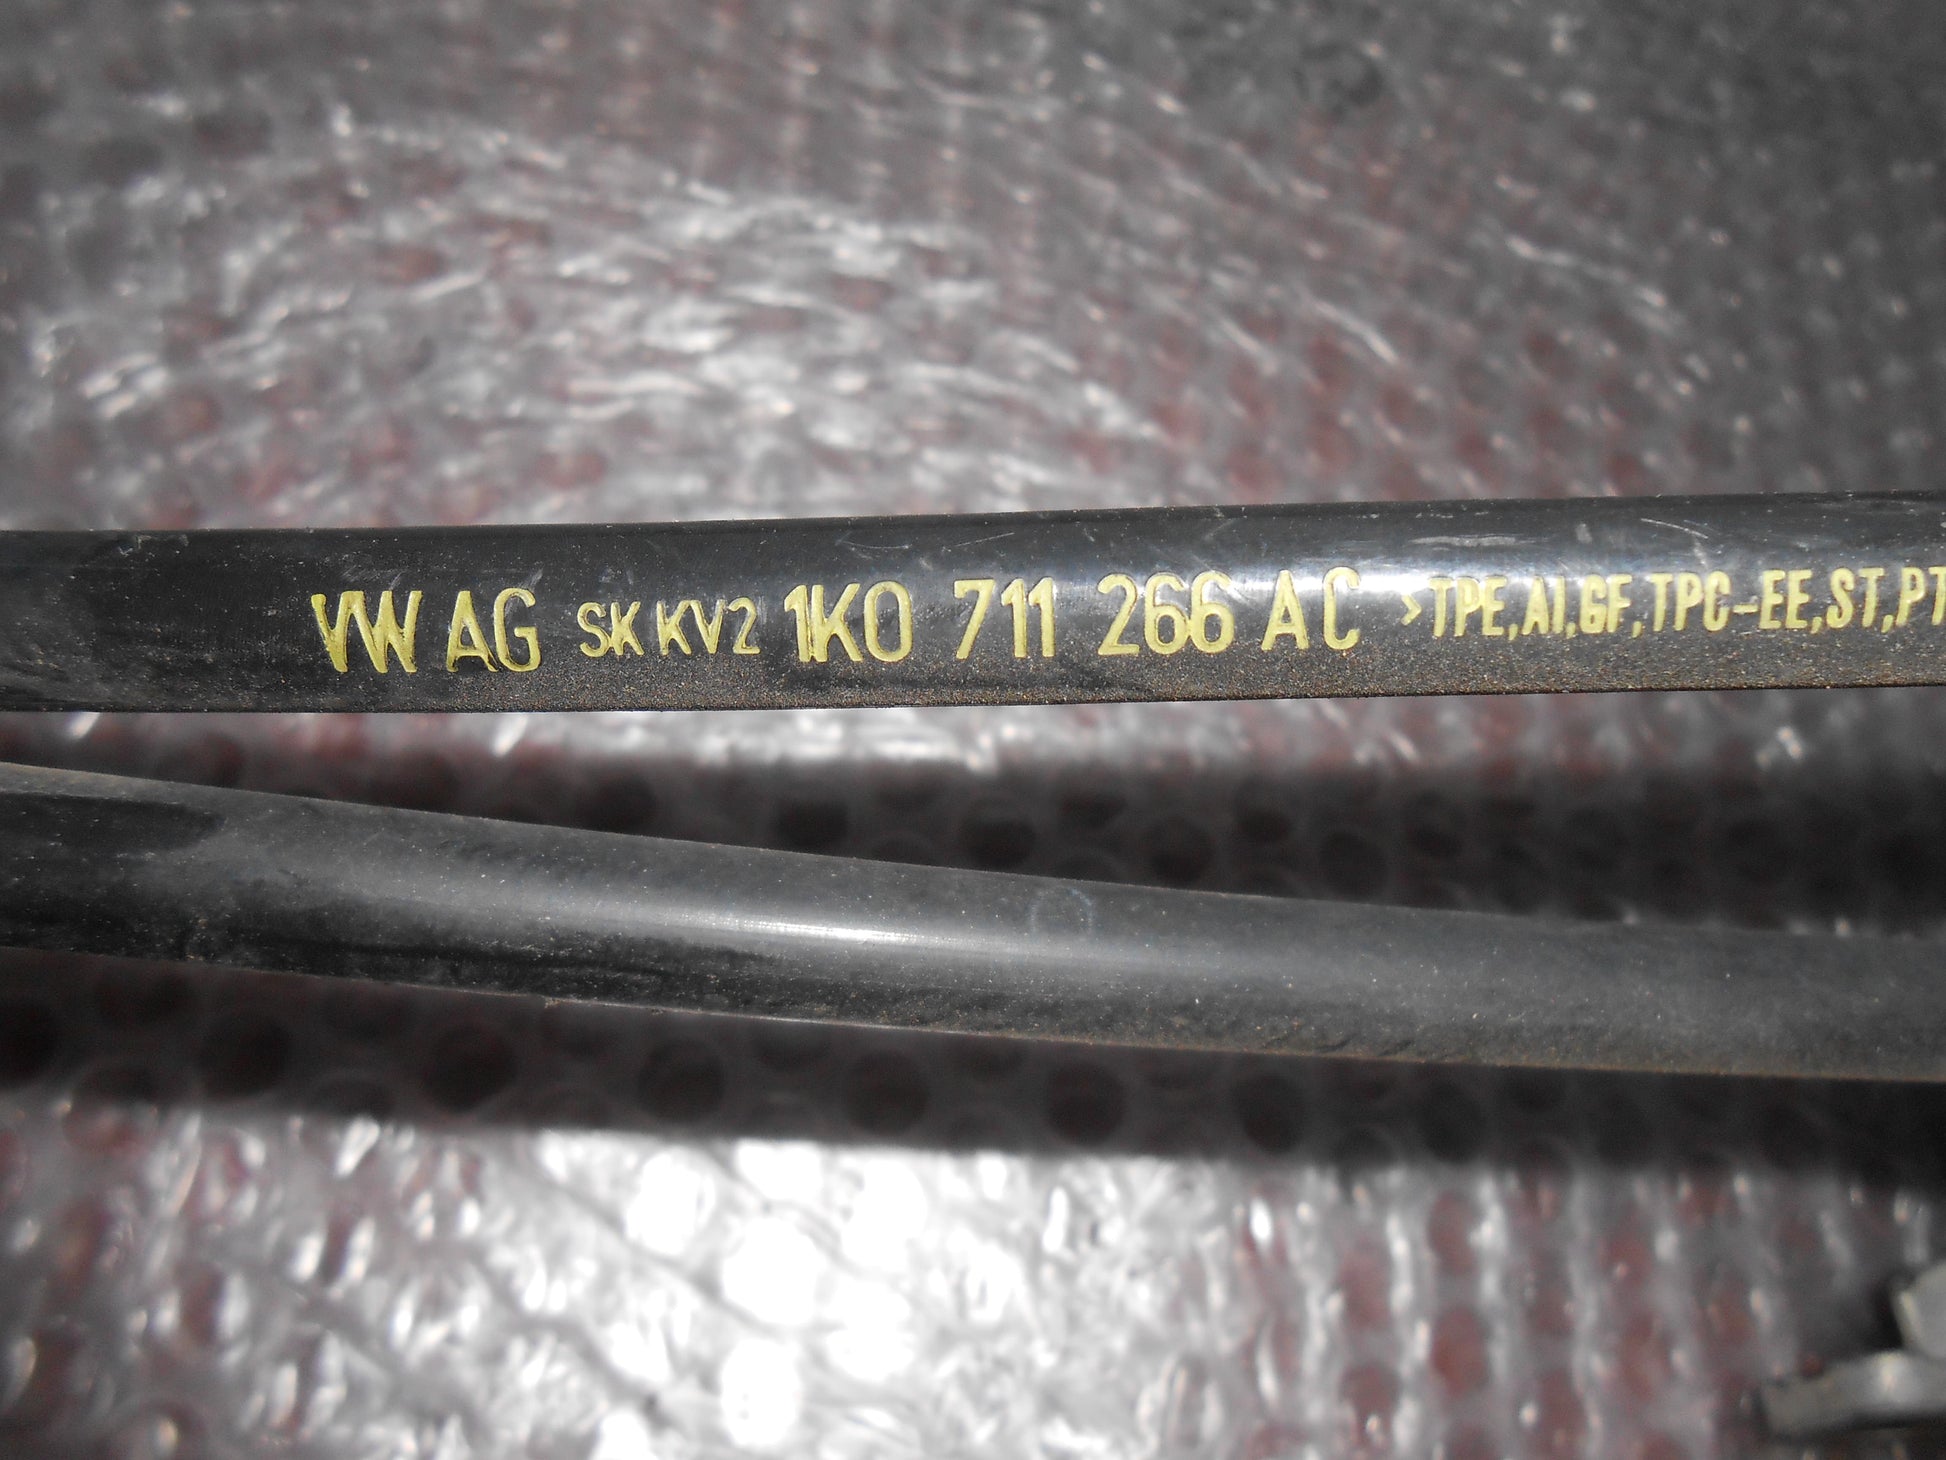 VW AG SK KV2 1K0 711 266 AC >TPE,AI,GF,TPC-EE,ST,PT